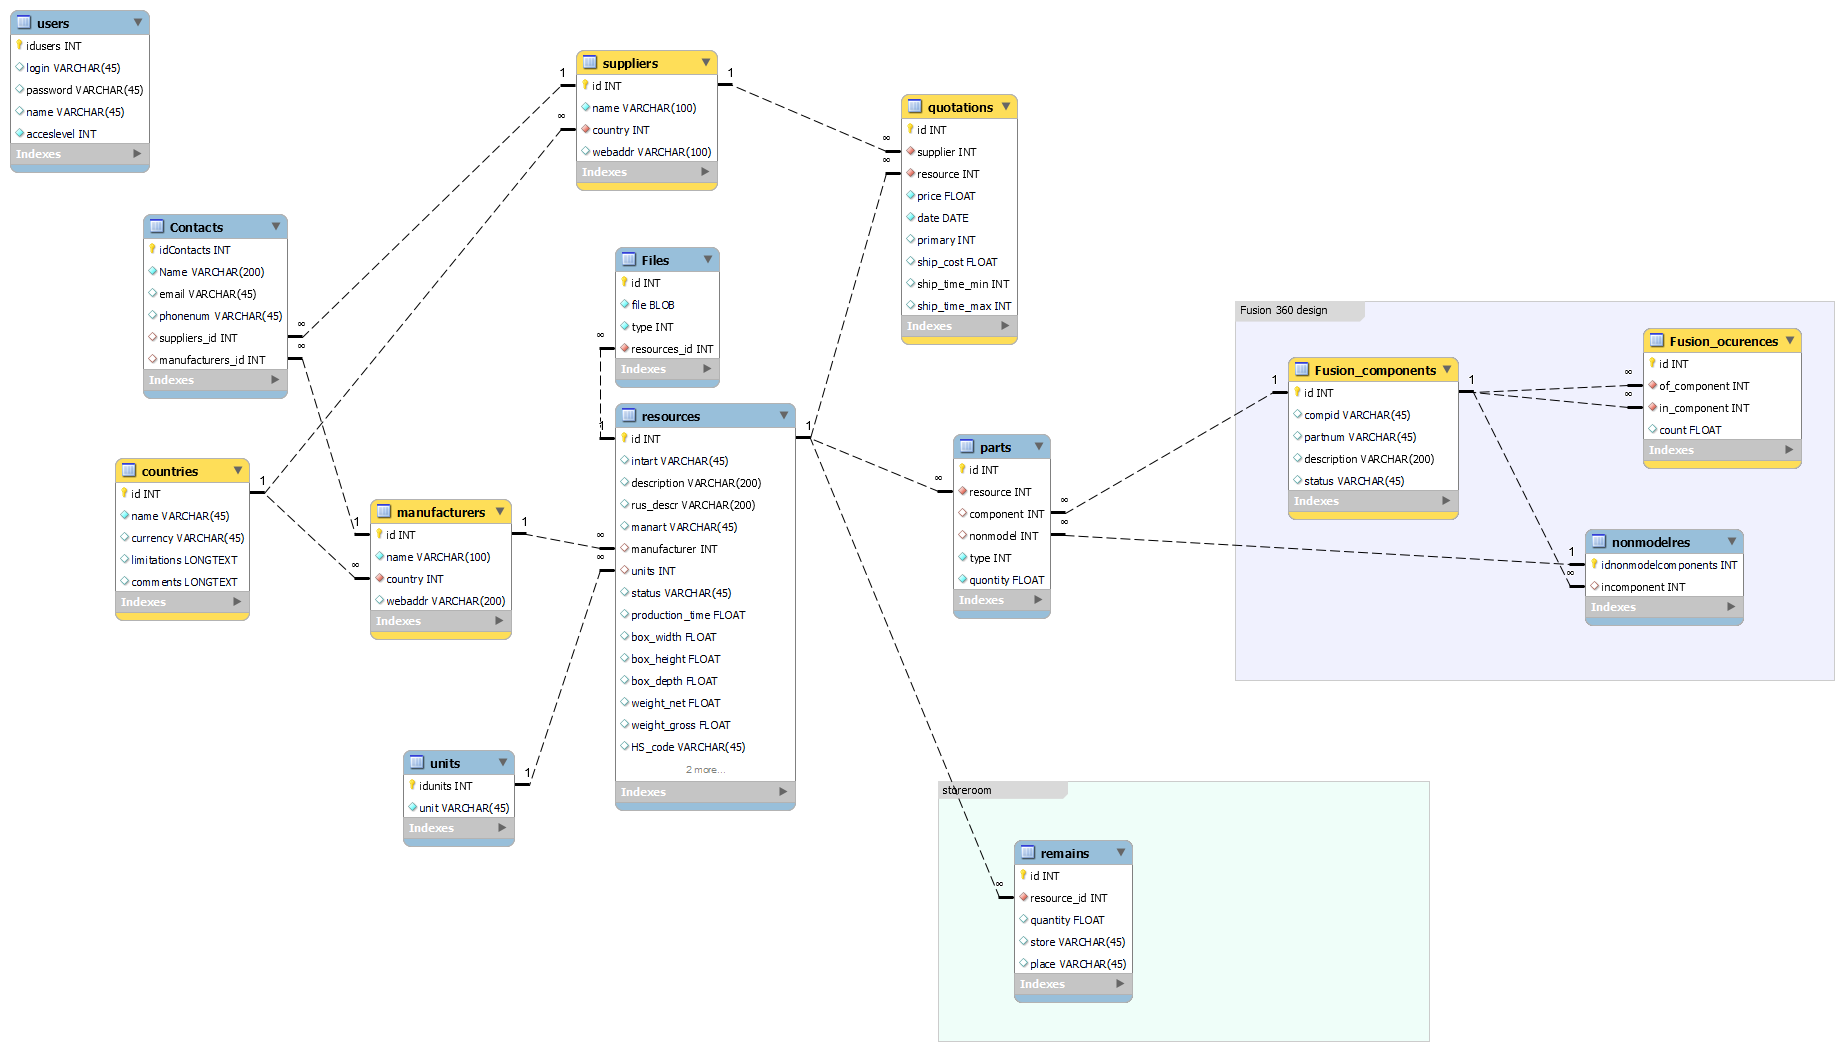 users
idusers INT
login VARCHAR(45)
password VARCHAR(45)
name VARCHAR(45)
acceslevel INT
Indexes
suppliers
id INT
name VARCHAR(100)
country INT
webaddr VARCHAR(100)
Indexes
1
∞
1
quotations
id INT
supplier INT
resource INT
price FLOAT
date DATE
primary INT
ship_cost FLOAT
ship_time_min INT
ship_time_max INT
Indexes
∞
∞
Contacts
idContacts INT
Name VARCHAR(200)
email VARCHAR(45)
phonenum VARCHAR(45)
suppliers_id INT
manufacturers_id INT
Indexes
∞
∞
Files
id INT
file BLOB
type INT
resources_id INT
Indexes
∞
1
countries
id INT
name VARCHAR(45)
currency VARCHAR(45)
limitations LONGTEXT
comments LONGTEXT
Indexes
1
manufacturers
id INT
name VARCHAR(100)
country INT
webaddr VARCHAR(200)
Indexes
1
∞
1
resources
id INT
intart VARCHAR(45)
description VARCHAR(200)
rus_descr VARCHAR(200)
manart VARCHAR(45)
manufacturer INT
units INT
status VARCHAR(45)
production_time FLOAT
box_width FLOAT
box_height FLOAT
box_depth FLOAT
weight_net FLOAT
weight_gross FLOAT
HS_code VARCHAR(45)
2 more...
Indexes
∞
∞
1
units
idunits INT
unit VARCHAR(45)
Indexes
1
parts
id INT
resource INT
component INT
nonmodel INT
type INT
quontity FLOAT
Indexes
∞
∞
∞
Fusion 360 design
Fusion_components
id INT
compid VARCHAR(45)
partnum VARCHAR(45)
description VARCHAR(200)
status VARCHAR(45)
Indexes
1
1
Fusion_ocurences
id INT
of_component INT
in_component INT
count FLOAT
Indexes
∞
∞
nonmodelres
idnonmodelcomponents INT
incomponent INT
Indexes
1
∞
storeroom
remains
id INT
resource_id INT
quantity FLOAT
store VARCHAR(45)
place VARCHAR(45)
Indexes
∞